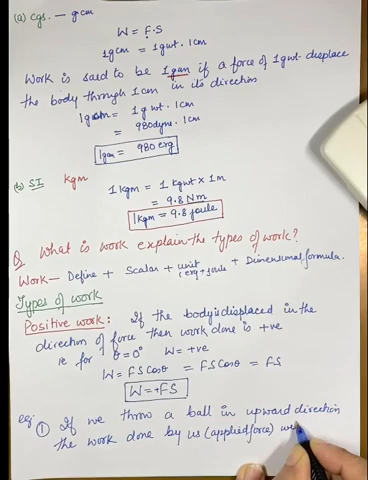 (a) cgs. — gcm
W = F.S
1gcm = 1gwt . 1cm
Work is said to be 1gcm if a force of 1gwt displace
the body through 1cm in its direction
1gcm = 1gwt . 1cm
= 980dyne . 1cm
1gcm = 980 erg
(b) SI kgm
1 kgm = 1 kgwt × 1m
= 9.8 Nm
1kgm = 9.8 joule
Q What is work explain the types of work?
Work — Define + Scalar + unit (erg + joule) + Dimensional formula.
Types of work
Positive work: If the body is displaced in the
direction of force then work done is +ve
ie for θ=0° W = +ve
W = FS Cosθ = FS Cos0 = FS
W = +FS
eg: ① If we throw a ball in upward direction
the work done by us (applied force) w